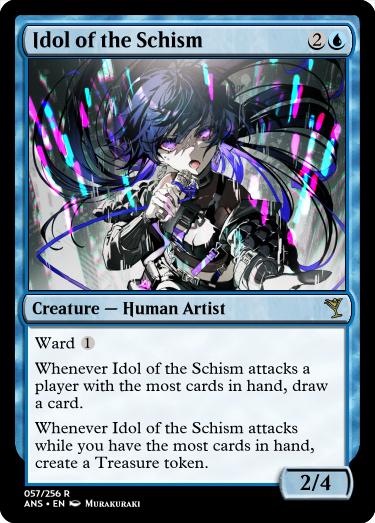 Idol of the Schism 2
Creature — Human Artist
Ward 1
Whenever Idol of the Schism attacks a
player with the most cards in hand, draw
a card.
Whenever Idol of the Schism attacks
while you have the most cards in hand,
create a Treasure token.
2/4
057/256 R
ANS • EN Murakuraki